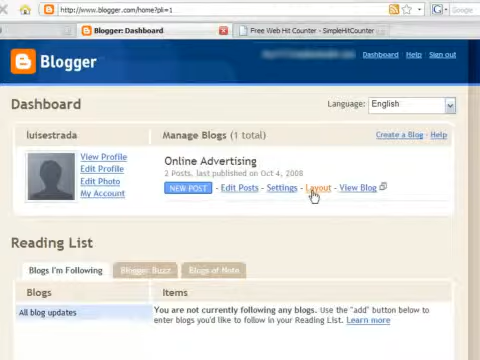 http://www.blogger.com/home?pli=1
Blogger: Dashboard
Free Web Hit Counter - SimpleHitCounter
Blogger
Dashboard Help Sign out
Dashboard
Language: English
luisestrada
Manage Blogs (1 total)
Create a Blog - Help
View Profile
Edit Profile
Edit Photo
My Account
Online Advertising
2 Posts, last published on Oct 4, 2008
NEW POST - Edit Posts - Settings - Layout - View Blog
Reading List
Blogs I'm Following
Blogger Buzz
Blogs of Note
Blogs
Items
All blog updates
You are not currently following any blogs. Use the "add" button below to
enter blogs you'd like to follow in your Reading List. Learn more